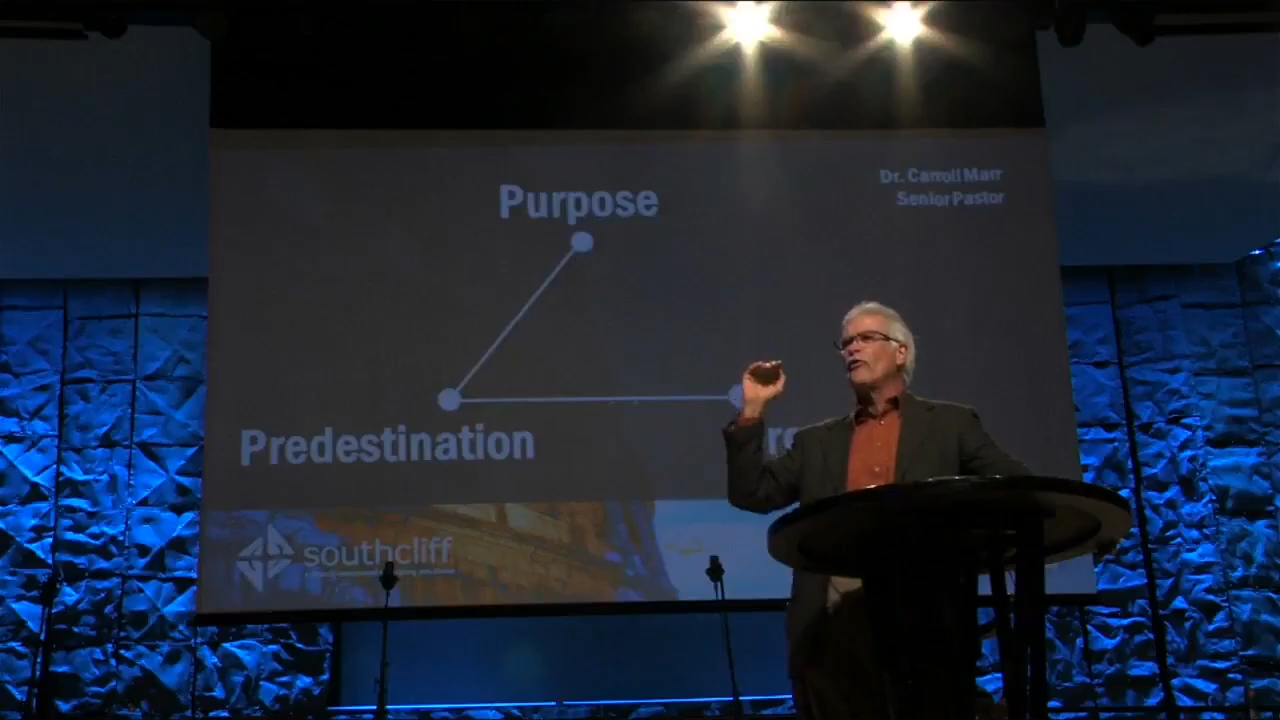 Dr. Carroll Marr
Senior Pastor
Purpose
Predestination
southcliff